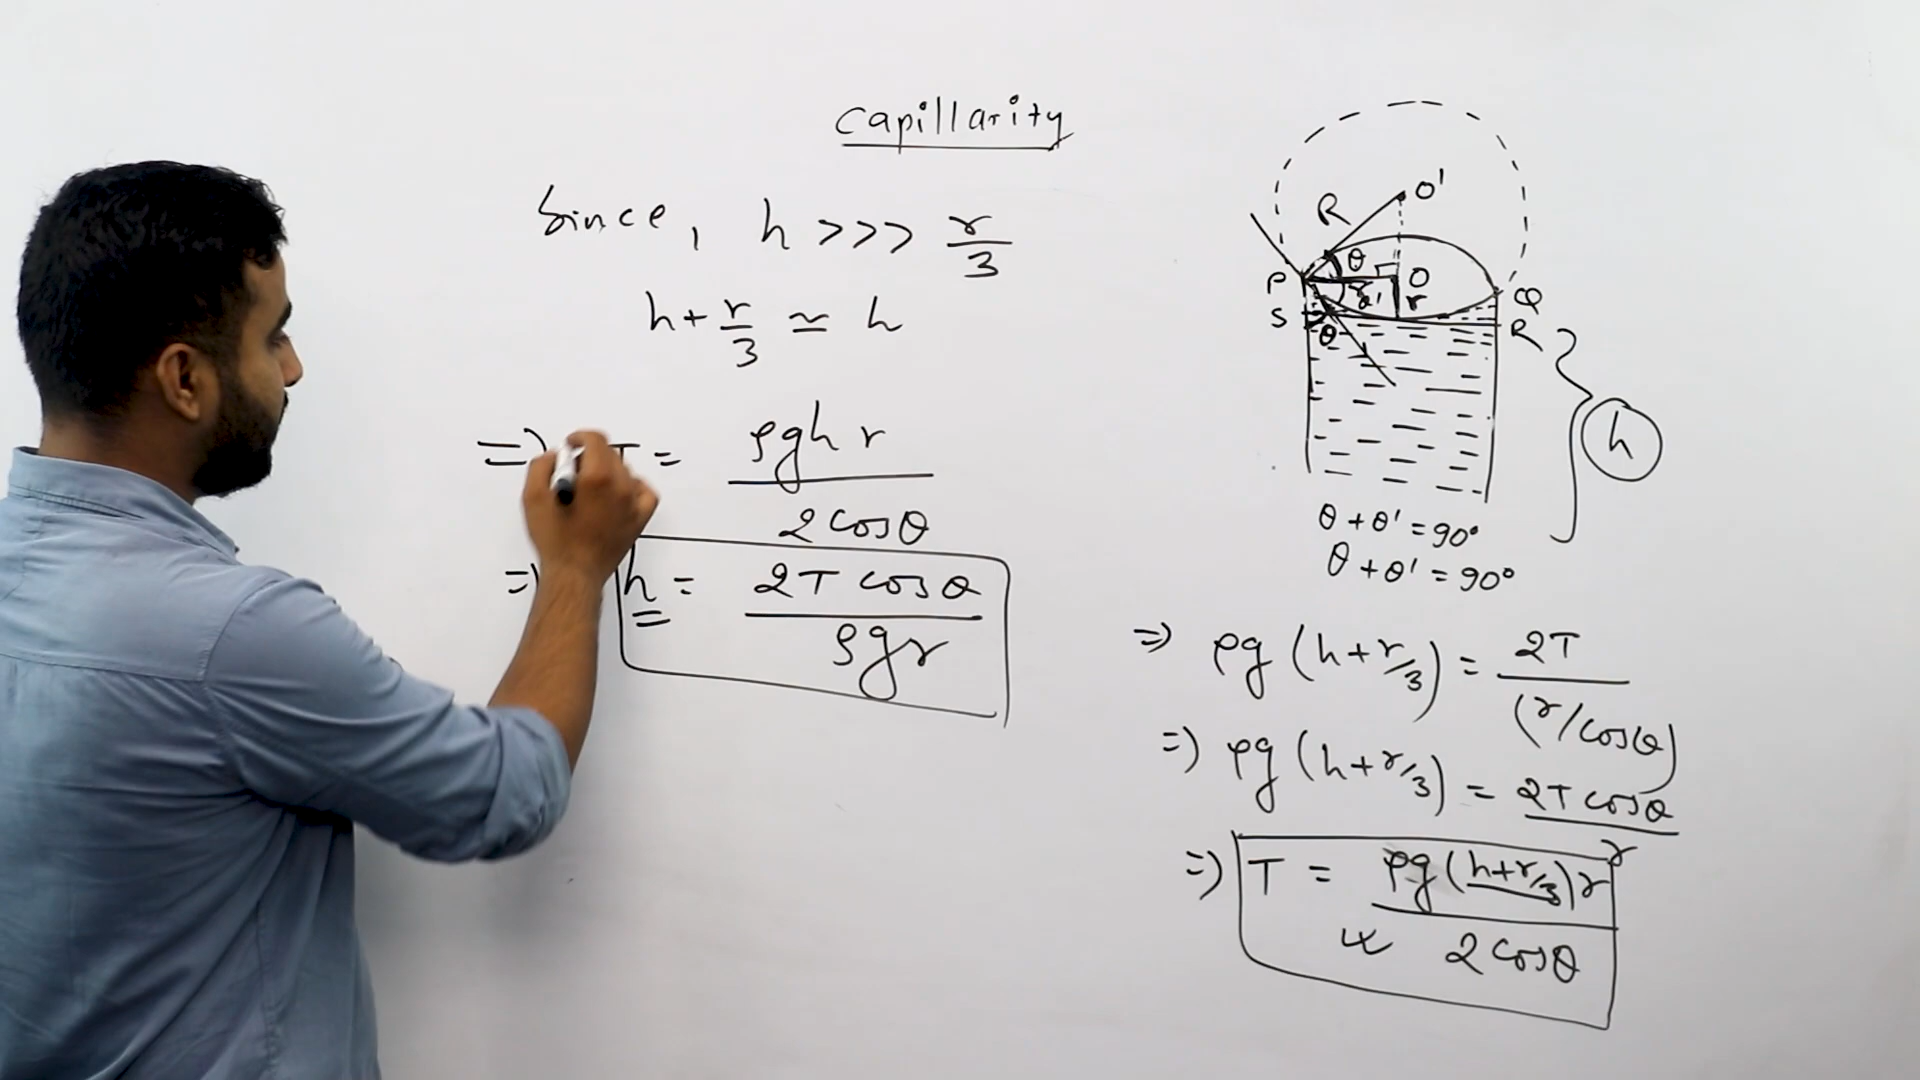 Capillarity
Since, h >>> r/3
h + r/3 ≃ h
=> T = ρghr / 2cosθ
=> h = 2T cosθ / ρgr
O'
R
θ
P O
r
S θ Q
R
h
θ + θ' = 90°
θ + θ' = 90°
=> ρg (h + r/3) = 2T / (r/cosθ)
=> ρg (h + r/3) = 2T cosθ / r
=> T = ρg(h+r/3)r / 2cosθ